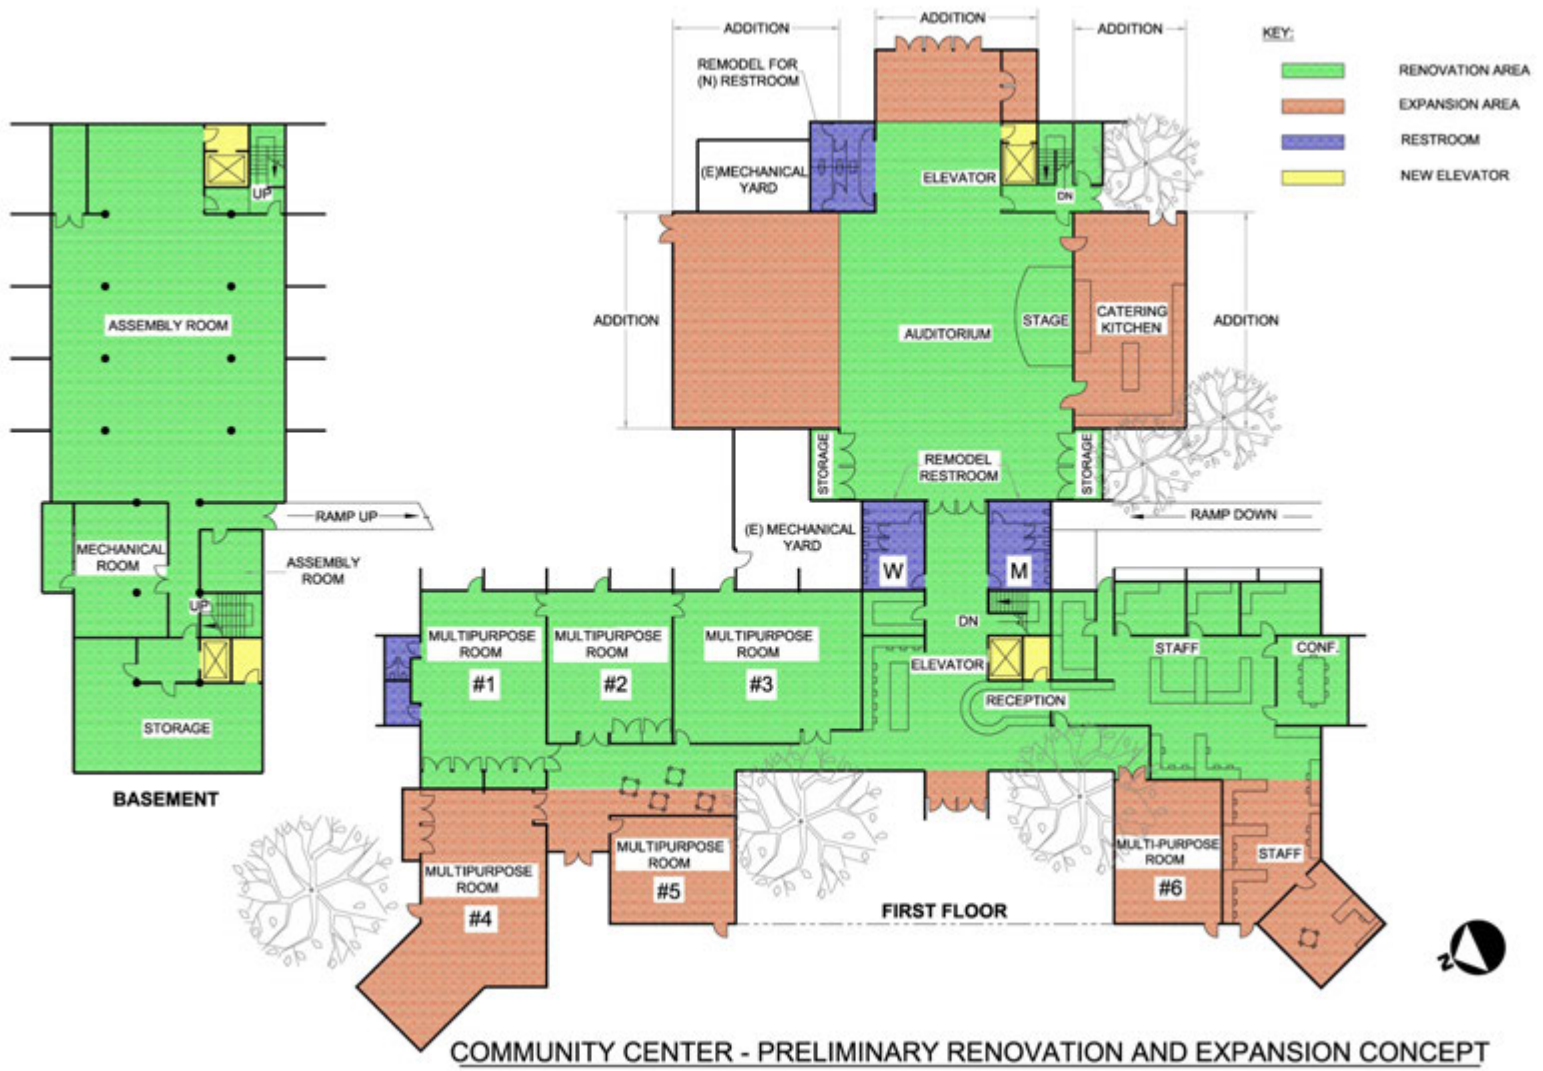 ADDITION
ADDITION
ADDITION
KEY:
RENOVATION AREA
EXPANSION AREA
RESTROOM
NEW ELEVATOR
REMODEL FOR
(N) RESTROOM
(E)MECHANICAL
YARD
ELEVATOR
DN
UP
ASSEMBLY ROOM
ADDITION
AUDITORIUM
STAGE
CATERING
KITCHEN
ADDITION
STORAGE
REMODEL
RESTROOM
STORAGE
RAMP UP
(E) MECHANICAL
YARD
RAMP DOWN
MECHANICAL
ROOM
ASSEMBLY
ROOM
W
M
UP
DN
MULTIPURPOSE
ROOM
#1
MULTIPURPOSE
ROOM
#2
MULTIPURPOSE
ROOM
#3
ELEVATOR
STAFF
CONF.
RECEPTION
STORAGE
BASEMENT
MULTIPURPOSE
ROOM
#4
MULTIPURPOSE
ROOM
#5
MULTI-PURPOSE
ROOM
#6
STAFF
FIRST FLOOR
N
COMMUNITY CENTER - PRELIMINARY RENOVATION AND EXPANSION CONCEPT